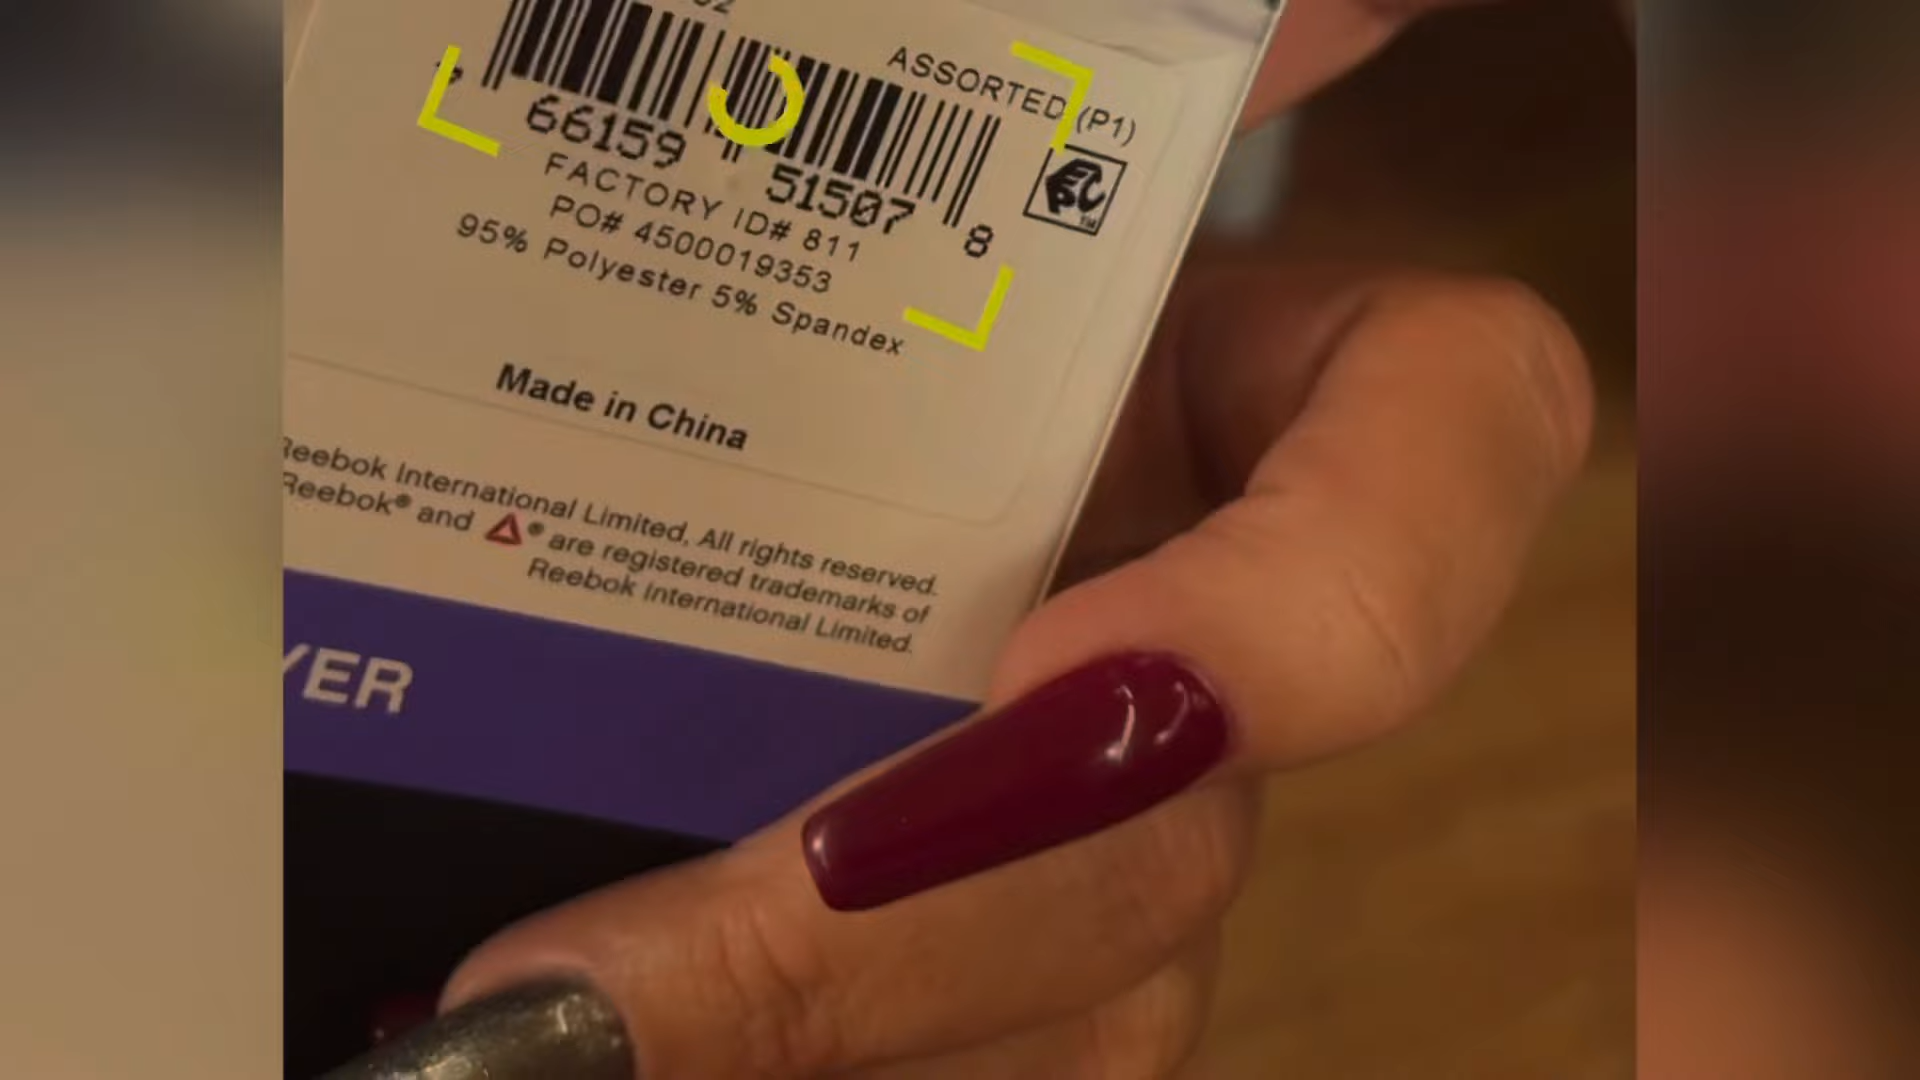 ASSORTED (P1)
66159 51507 8
FACTORY ID# 811
PO# 4500019353
95% Polyester 5% Spandex
Made in China
Reebok International Limited, All rights reserved.
Reebok® and ® are registered trademarks of
Reebok International Limited.